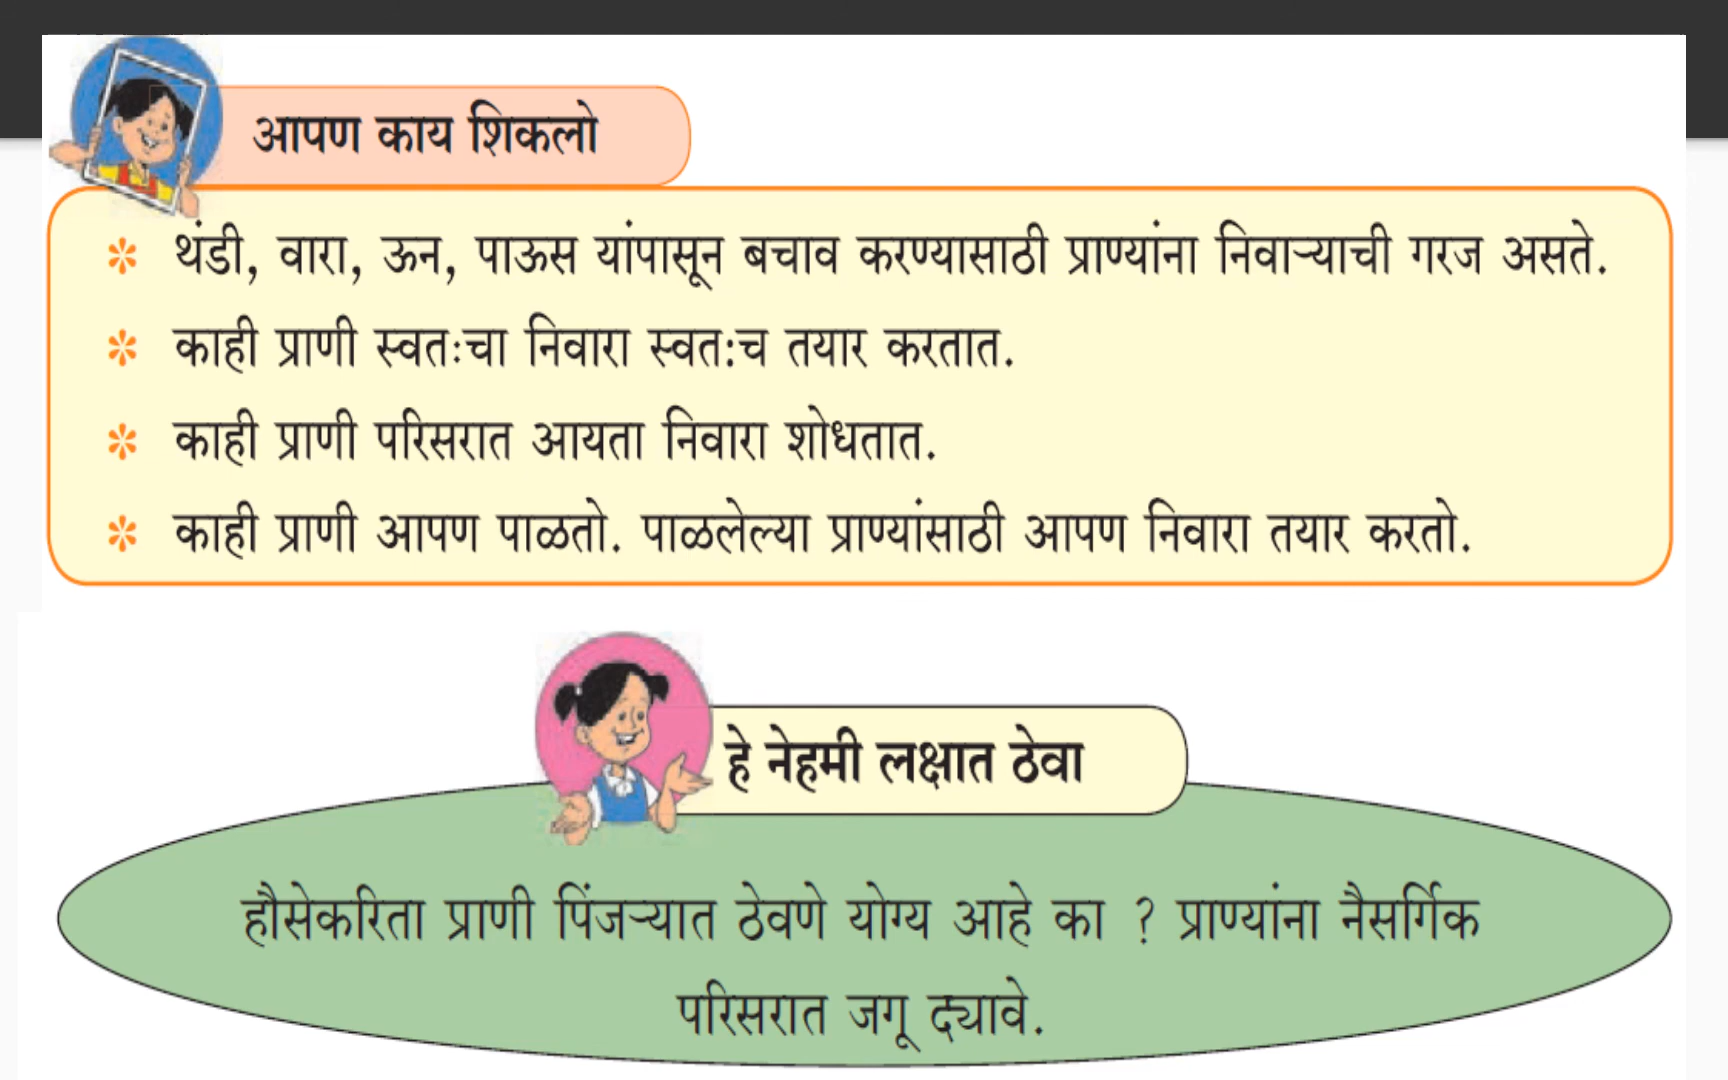 आपण काय शिकलो
* थंडी, वारा, ऊन, पाऊस यांपासून बचाव करण्यासाठी प्राण्यांना निवाऱ्याची गरज असते.
* काही प्राणी स्वतःचा निवारा स्वत:च तयार करतात.
* काही प्राणी परिसरात आयता निवारा शोधतात.
* काही प्राणी आपण पाळतो. पाळलेल्या प्राण्यांसाठी आपण निवारा तयार करतो.
हे नेहमी लक्षात ठेवा
हौसेकरिता प्राणी पिंजऱ्यात ठेवणे योग्य आहे का ? प्राण्यांना नैसर्गिक
परिसरात जगू द्यावे.